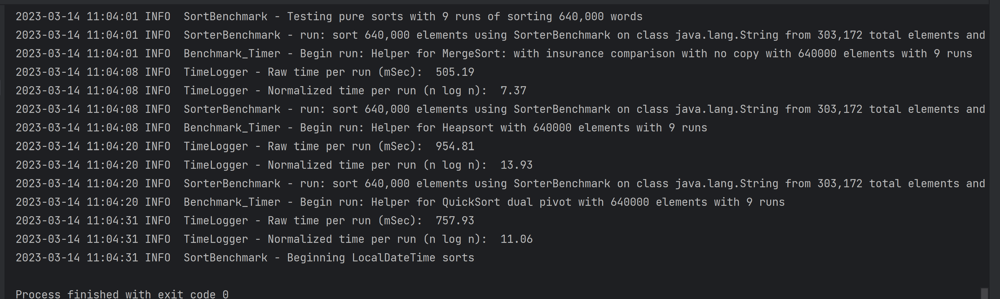 2023-03-14 11:04:01 INFO  SortBenchmark - Testing pure sorts with 9 runs of sorting 640,000 words
2023-03-14 11:04:01 INFO  SorterBenchmark - run: sort 640,000 elements using SorterBenchmark on class java.lang.String from 303,172 total elements and
2023-03-14 11:04:01 INFO  Benchmark_Timer - Begin run: Helper for MergeSort: with insurance comparison with no copy with 640000 elements with 9 runs
2023-03-14 11:04:08 INFO  TimeLogger - Raw time per run (mSec):  505.19
2023-03-14 11:04:08 INFO  TimeLogger - Normalized time per run (n log n):  7.37
2023-03-14 11:04:08 INFO  SorterBenchmark - run: sort 640,000 elements using SorterBenchmark on class java.lang.String from 303,172 total elements and
2023-03-14 11:04:08 INFO  Benchmark_Timer - Begin run: Helper for Heapsort with 640000 elements with 9 runs
2023-03-14 11:04:20 INFO  TimeLogger - Raw time per run (mSec):  954.81
2023-03-14 11:04:20 INFO  TimeLogger - Normalized time per run (n log n):  13.93
2023-03-14 11:04:20 INFO  SorterBenchmark - run: sort 640,000 elements using SorterBenchmark on class java.lang.String from 303,172 total elements and
2023-03-14 11:04:20 INFO  Benchmark_Timer - Begin run: Helper for QuickSort dual pivot with 640000 elements with 9 runs
2023-03-14 11:04:31 INFO  TimeLogger - Raw time per run (mSec):  757.93
2023-03-14 11:04:31 INFO  TimeLogger - Normalized time per run (n log n):  11.06
2023-03-14 11:04:31 INFO  SortBenchmark - Beginning LocalDateTime sorts
Process finished with exit code 0